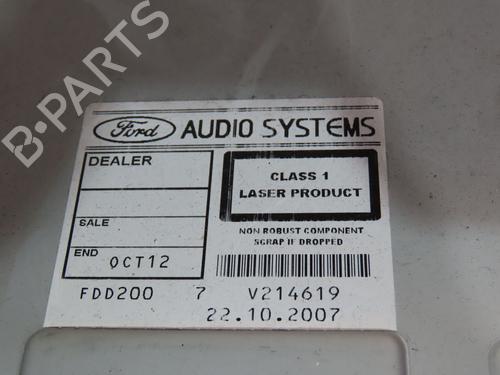 Ford AUDIO SYSTEMS
DEALER
CLASS 1
LASER PRODUCT
SALE
NON ROBUST COMPONENT
SCRAP IF DROPPED
END OCT12
FDD200 7 V214619
22.10.2007
B-PARTS